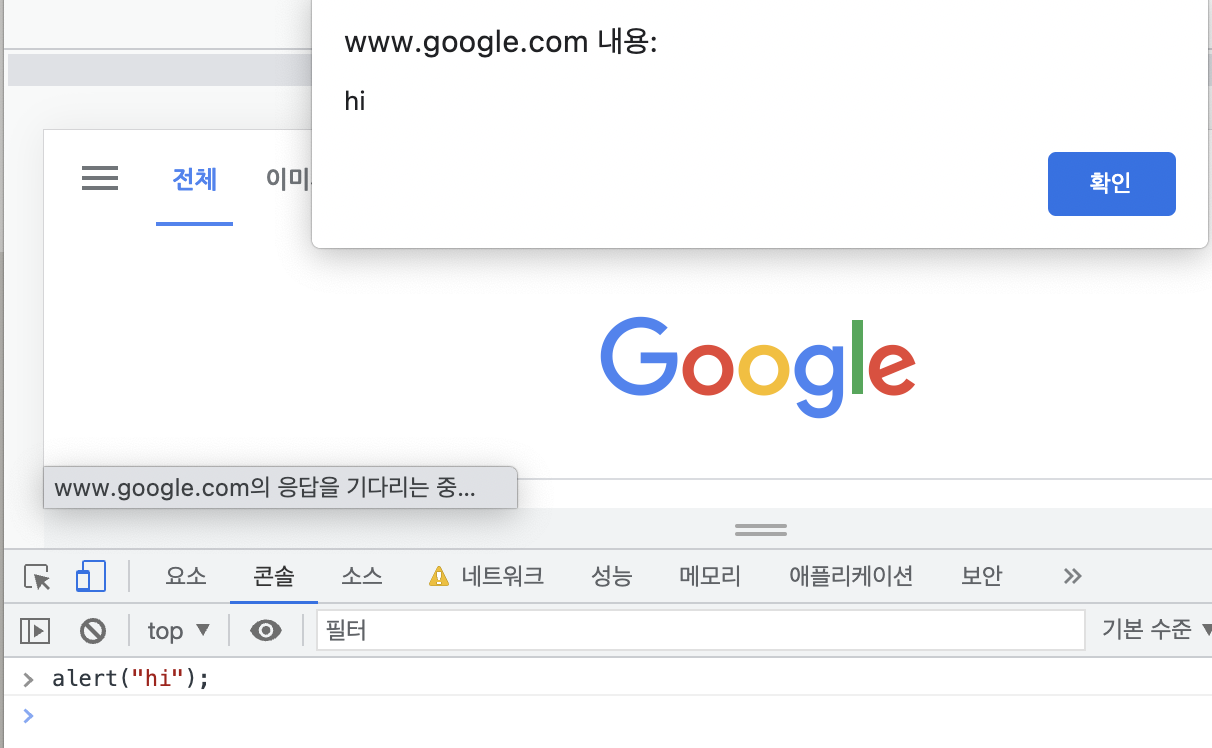 www.google.com 내용:
hi
확인
전체 이미
Google
www.google.com의 응답을 기다리는 중...
요소 콘솔 소스 네트워크 성능 메모리 애플리케이션 보안
top 필터 기본 수준
> alert("hi");
>